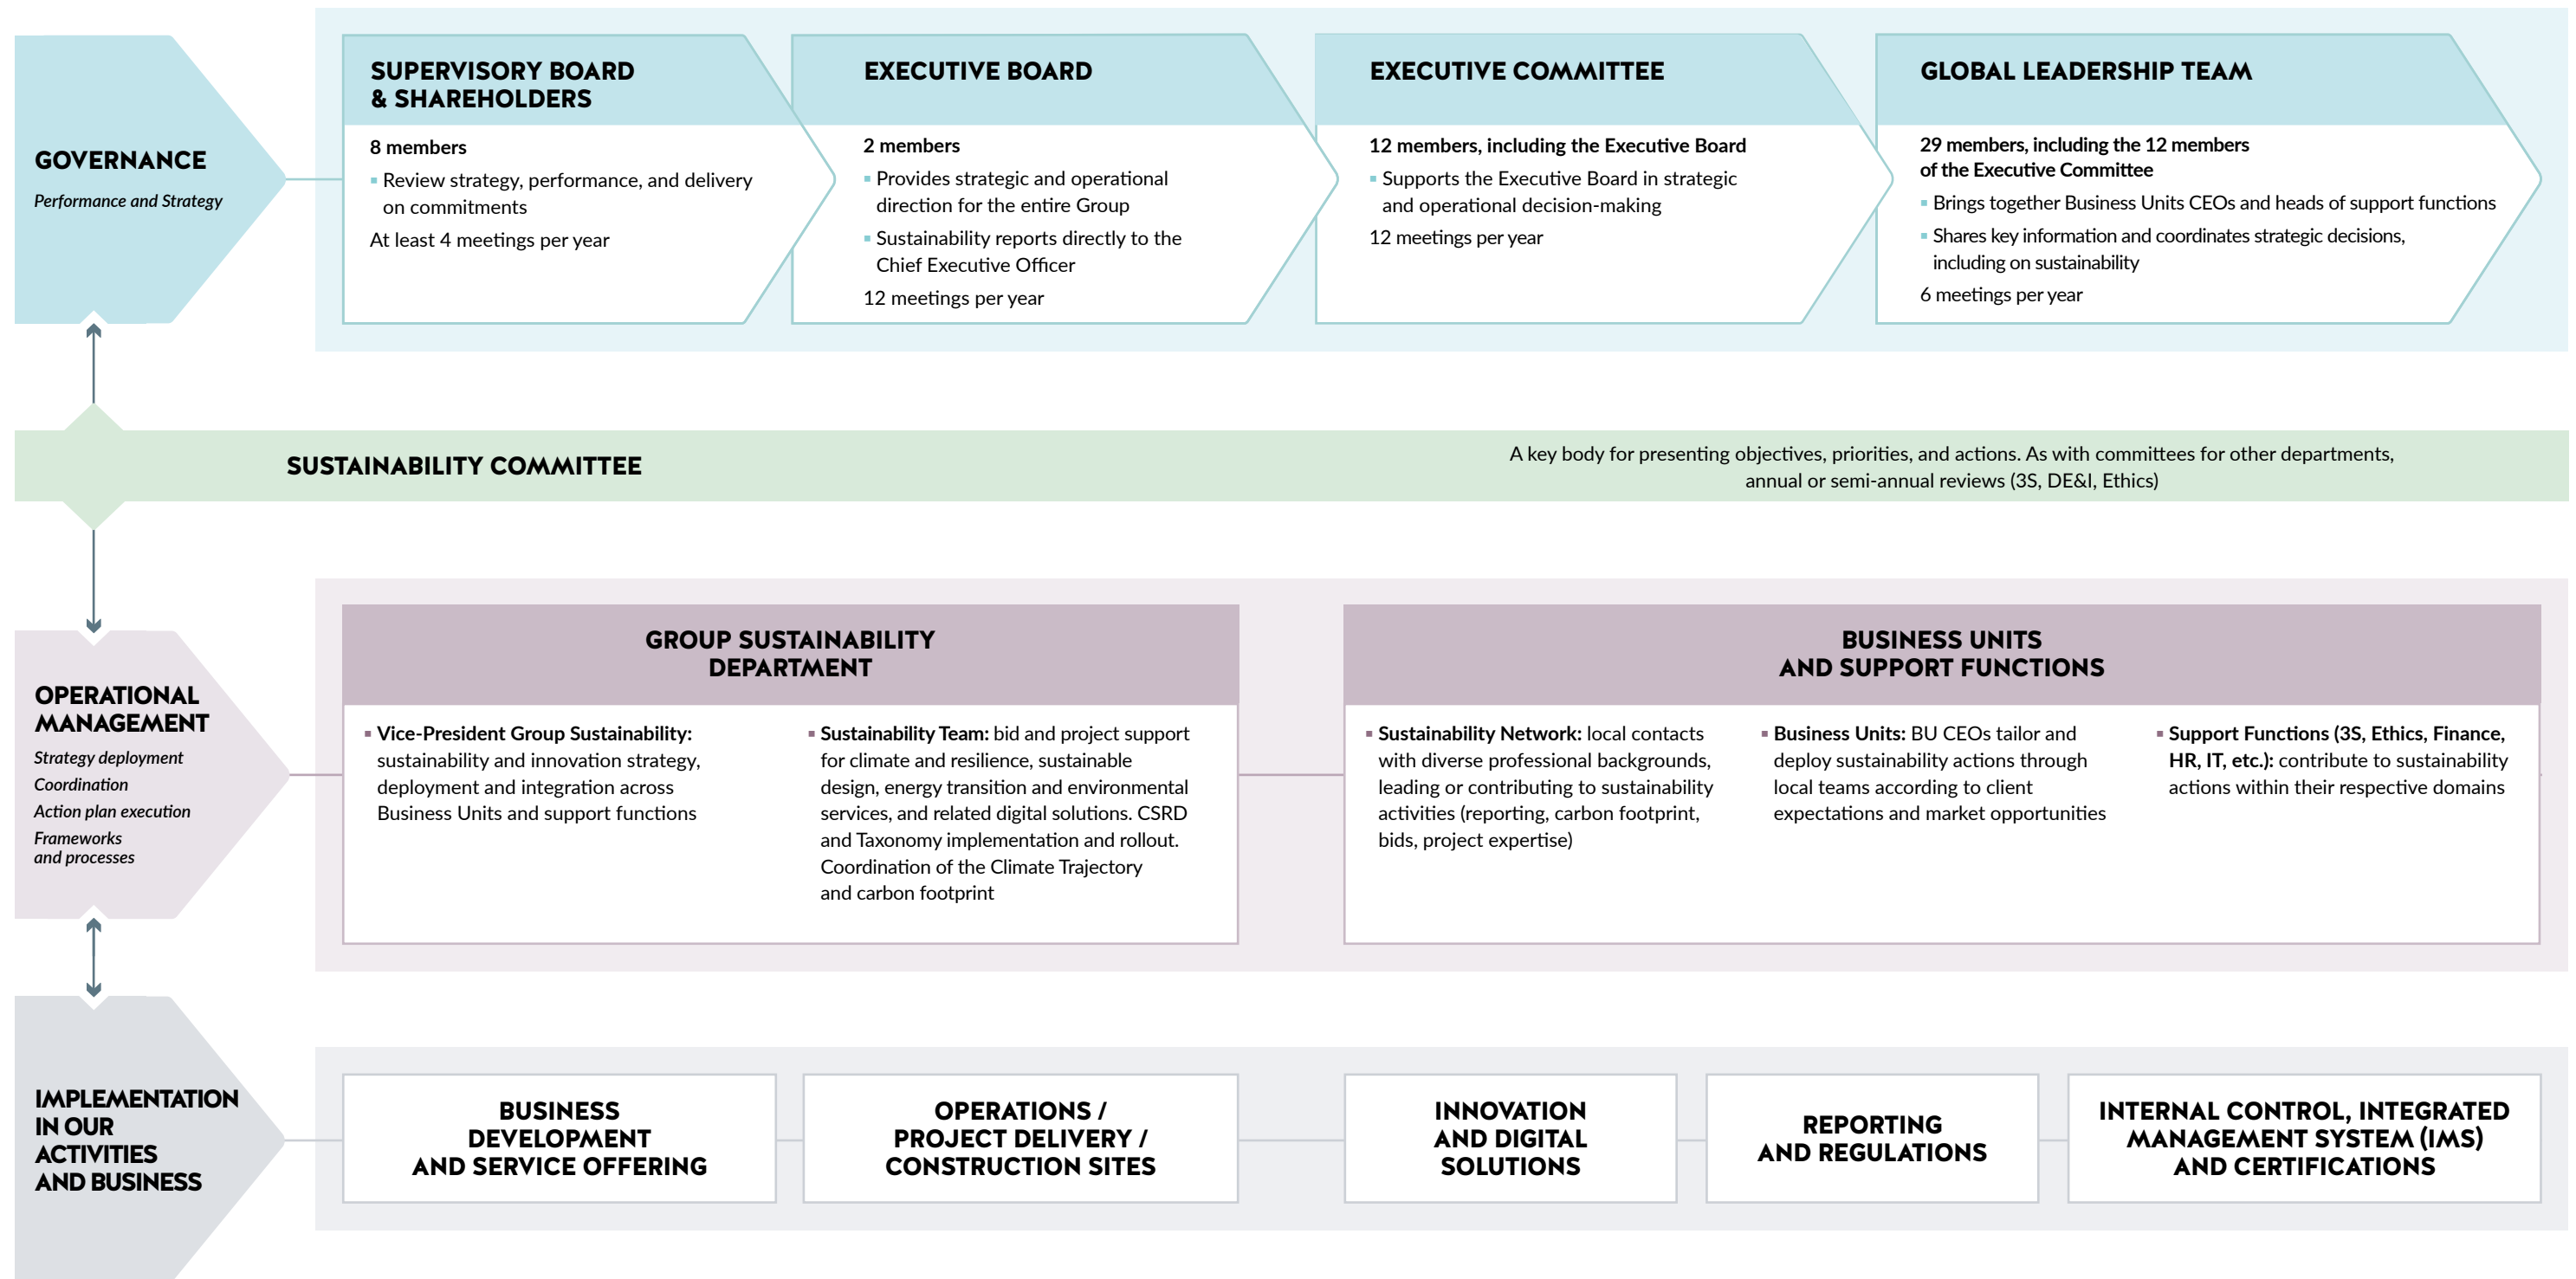 GOVERNANCE
Performance and Strategy
SUPERVISORY BOARD
& SHAREHOLDERS
8 members
▪ Review strategy, performance, and delivery
on commitments
At least 4 meetings per year
EXECUTIVE BOARD
2 members
▪ Provides strategic and operational
direction for the entire Group
▪ Sustainability reports directly to the
Chief Executive Officer
12 meetings per year
EXECUTIVE COMMITTEE
12 members, including the Executive Board
▪ Supports the Executive Board in strategic
and operational decision-making
12 meetings per year
GLOBAL LEADERSHIP TEAM
29 members, including the 12 members
of the Executive Committee
▪ Brings together Business Units CEOs and heads of support functions
▪ Shares key information and coordinates strategic decisions,
including on sustainability
6 meetings per year
SUSTAINABILITY COMMITTEE
A key body for presenting objectives, priorities, and actions. As with committees for other departments,
annual or semi-annual reviews (3S, DE&I, Ethics)
OPERATIONAL
MANAGEMENT
Strategy deployment
Coordination
Action plan execution
Frameworks
and processes
GROUP SUSTAINABILITY
DEPARTMENT
▪ Vice-President Group Sustainability:
sustainability and innovation strategy,
deployment and integration across
Business Units and support functions
▪ Sustainability Team: bid and project support
for climate and resilience, sustainable
design, energy transition and environmental
services, and related digital solutions. CSRD
and Taxonomy implementation and rollout.
Coordination of the Climate Trajectory
and carbon footprint
BUSINESS UNITS
AND SUPPORT FUNCTIONS
▪ Sustainability Network: local contacts
with diverse professional backgrounds,
leading or contributing to sustainability
activities (reporting, carbon footprint,
bids, project expertise)
▪ Business Units: BU CEOs tailor and
deploy sustainability actions through
local teams according to client
expectations and market opportunities
▪ Support Functions (3S, Ethics, Finance,
HR, IT, etc.): contribute to sustainability
actions within their respective domains
IMPLEMENTATION
IN OUR
ACTIVITIES
AND BUSINESS
BUSINESS
DEVELOPMENT
AND SERVICE OFFERING
OPERATIONS /
PROJECT DELIVERY /
CONSTRUCTION SITES
INNOVATION
AND DIGITAL
SOLUTIONS
REPORTING
AND REGULATIONS
INTERNAL CONTROL, INTEGRATED
MANAGEMENT SYSTEM (IMS)
AND CERTIFICATIONS